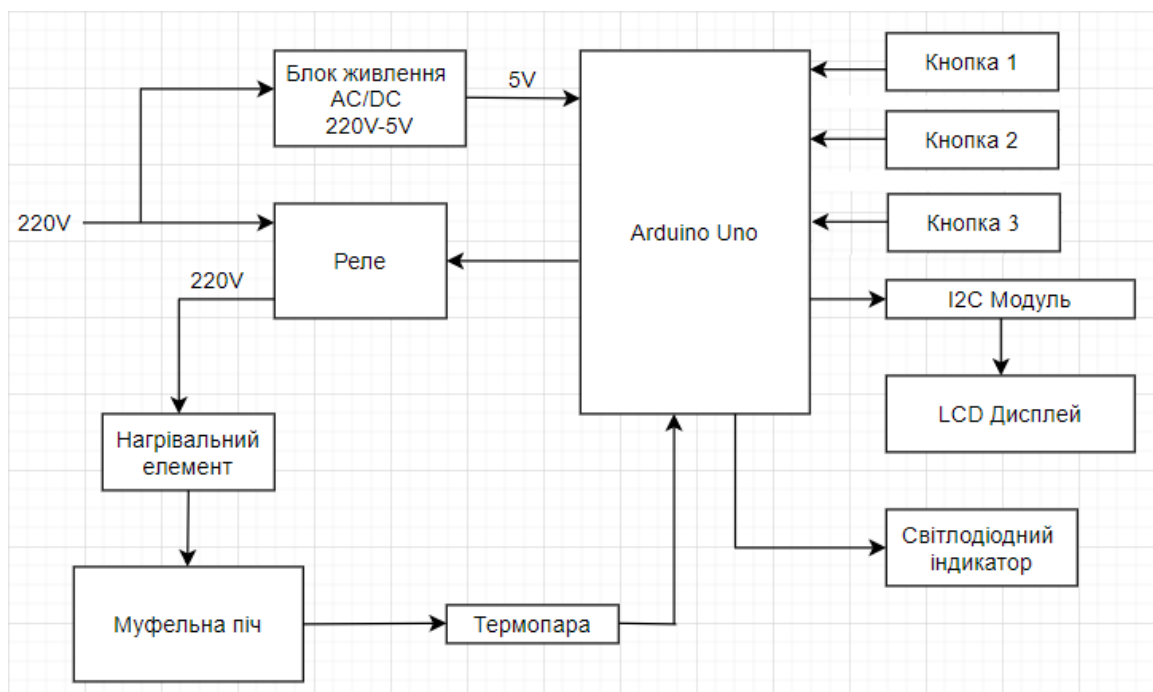 Блок живлення
AC/DC
220V-5V
5V
Arduino Uno
Кнопка 1
Кнопка 2
Кнопка 3
220V
Реле
220V
I2C Модуль
LCD Дисплей
Нагрівальний
елемент
Світлодіодний
індикатор
Муфельна піч
Термопара